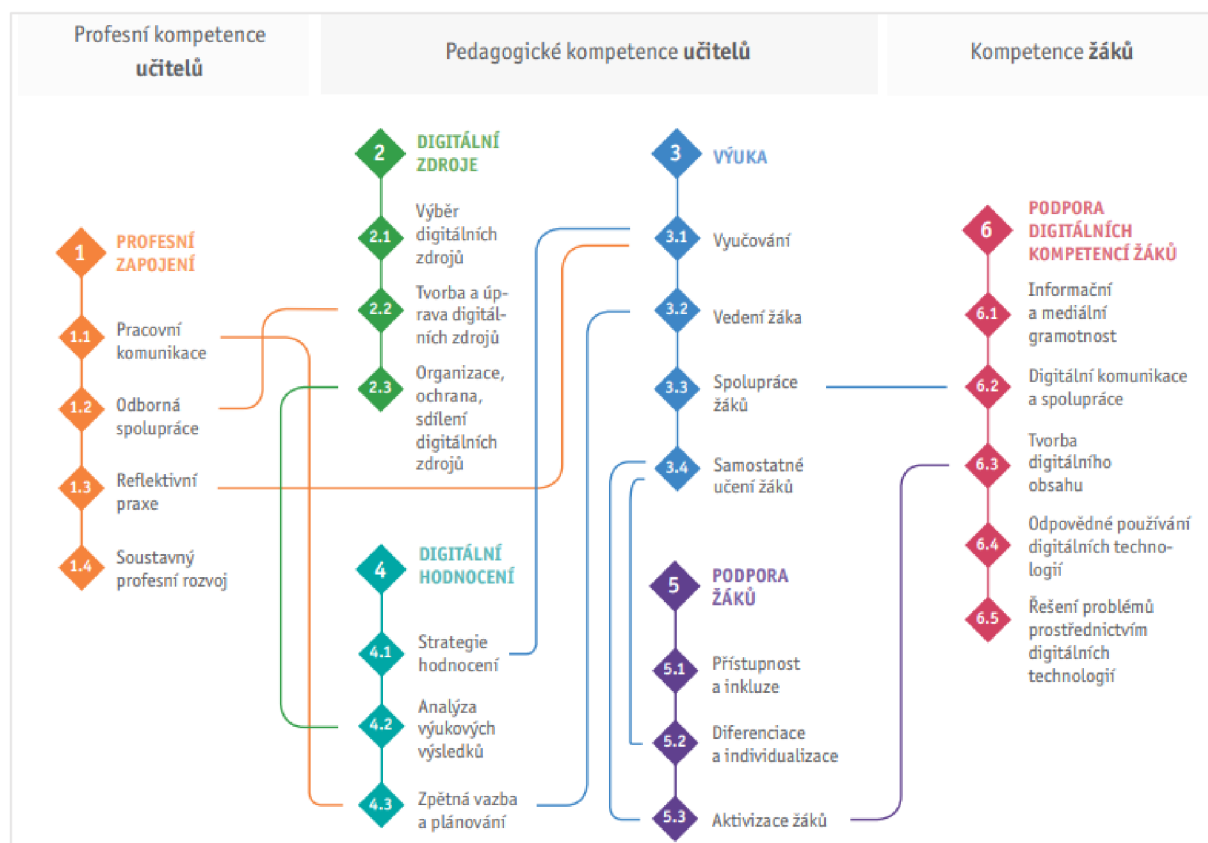 Profesní kompetence
učitelů
Pedagogické kompetence učitelů
Kompetence žáků
1
PROFESNÍ
ZAPOJENÍ
1.1
Pracovní
komunikace
1.2
Odborná
spolupráce
1.3
Reflektivní
praxe
1.4
Soustavný
profesní rozvoj
2
DIGITÁLNÍ
ZDROJE
2.1
Výběr
digitálních
zdrojů
2.2
Tvorba a úp-
rava digitál-
ních zdrojů
2.3
Organizace,
ochrana,
sdílení
digitálních
zdrojů
3
VÝUKA
3.1
Vyučování
3.2
Vedení žáka
3.3
Spolupráce
žáků
3.4
Samostatné
učení žáků
4
DIGITÁLNÍ
HODNOCENÍ
4.1
Strategie
hodnocení
4.2
Analýza
výukových
výsledků
4.3
Zpětná vazba
a plánování
5
PODPORA
ŽÁKŮ
5.1
Přístupnost
a inkluze
5.2
Diferenciace
a individualizace
5.3
Aktivizace žáků
6
PODPORA
DIGITÁLNÍCH
KOMPETENCÍ ŽÁKŮ
6.1
Informační
a mediální
gramotnost
6.2
Digitální komunikace
a spolupráce
6.3
Tvorba
digitálního
obsahu
6.4
Odpovědné používání
digitálních techno-
logií
6.5
Řešení problémů
prostřednictvím
digitálních
technologií